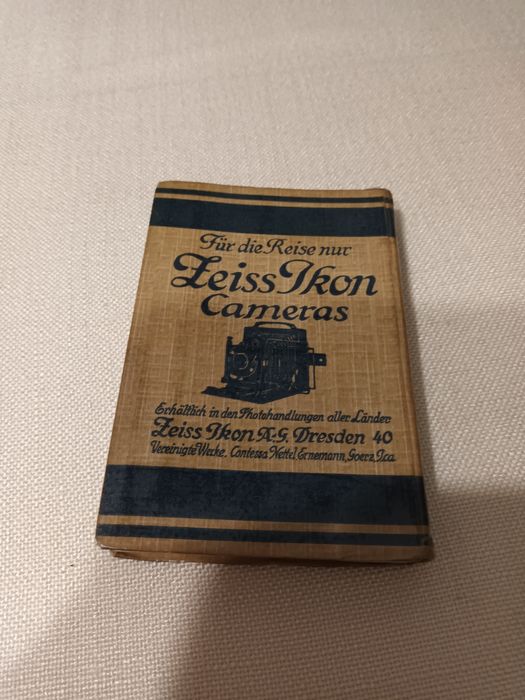 Für die Reise nur
Zeiss Ikon
Cameras
Erhältlich in den Photohandlungen aller Länder
Zeiss Ikon A.-G. Dresden 40
Vereinigte Werke. Contessa Nettel, Ernemann, Goerz, Ica